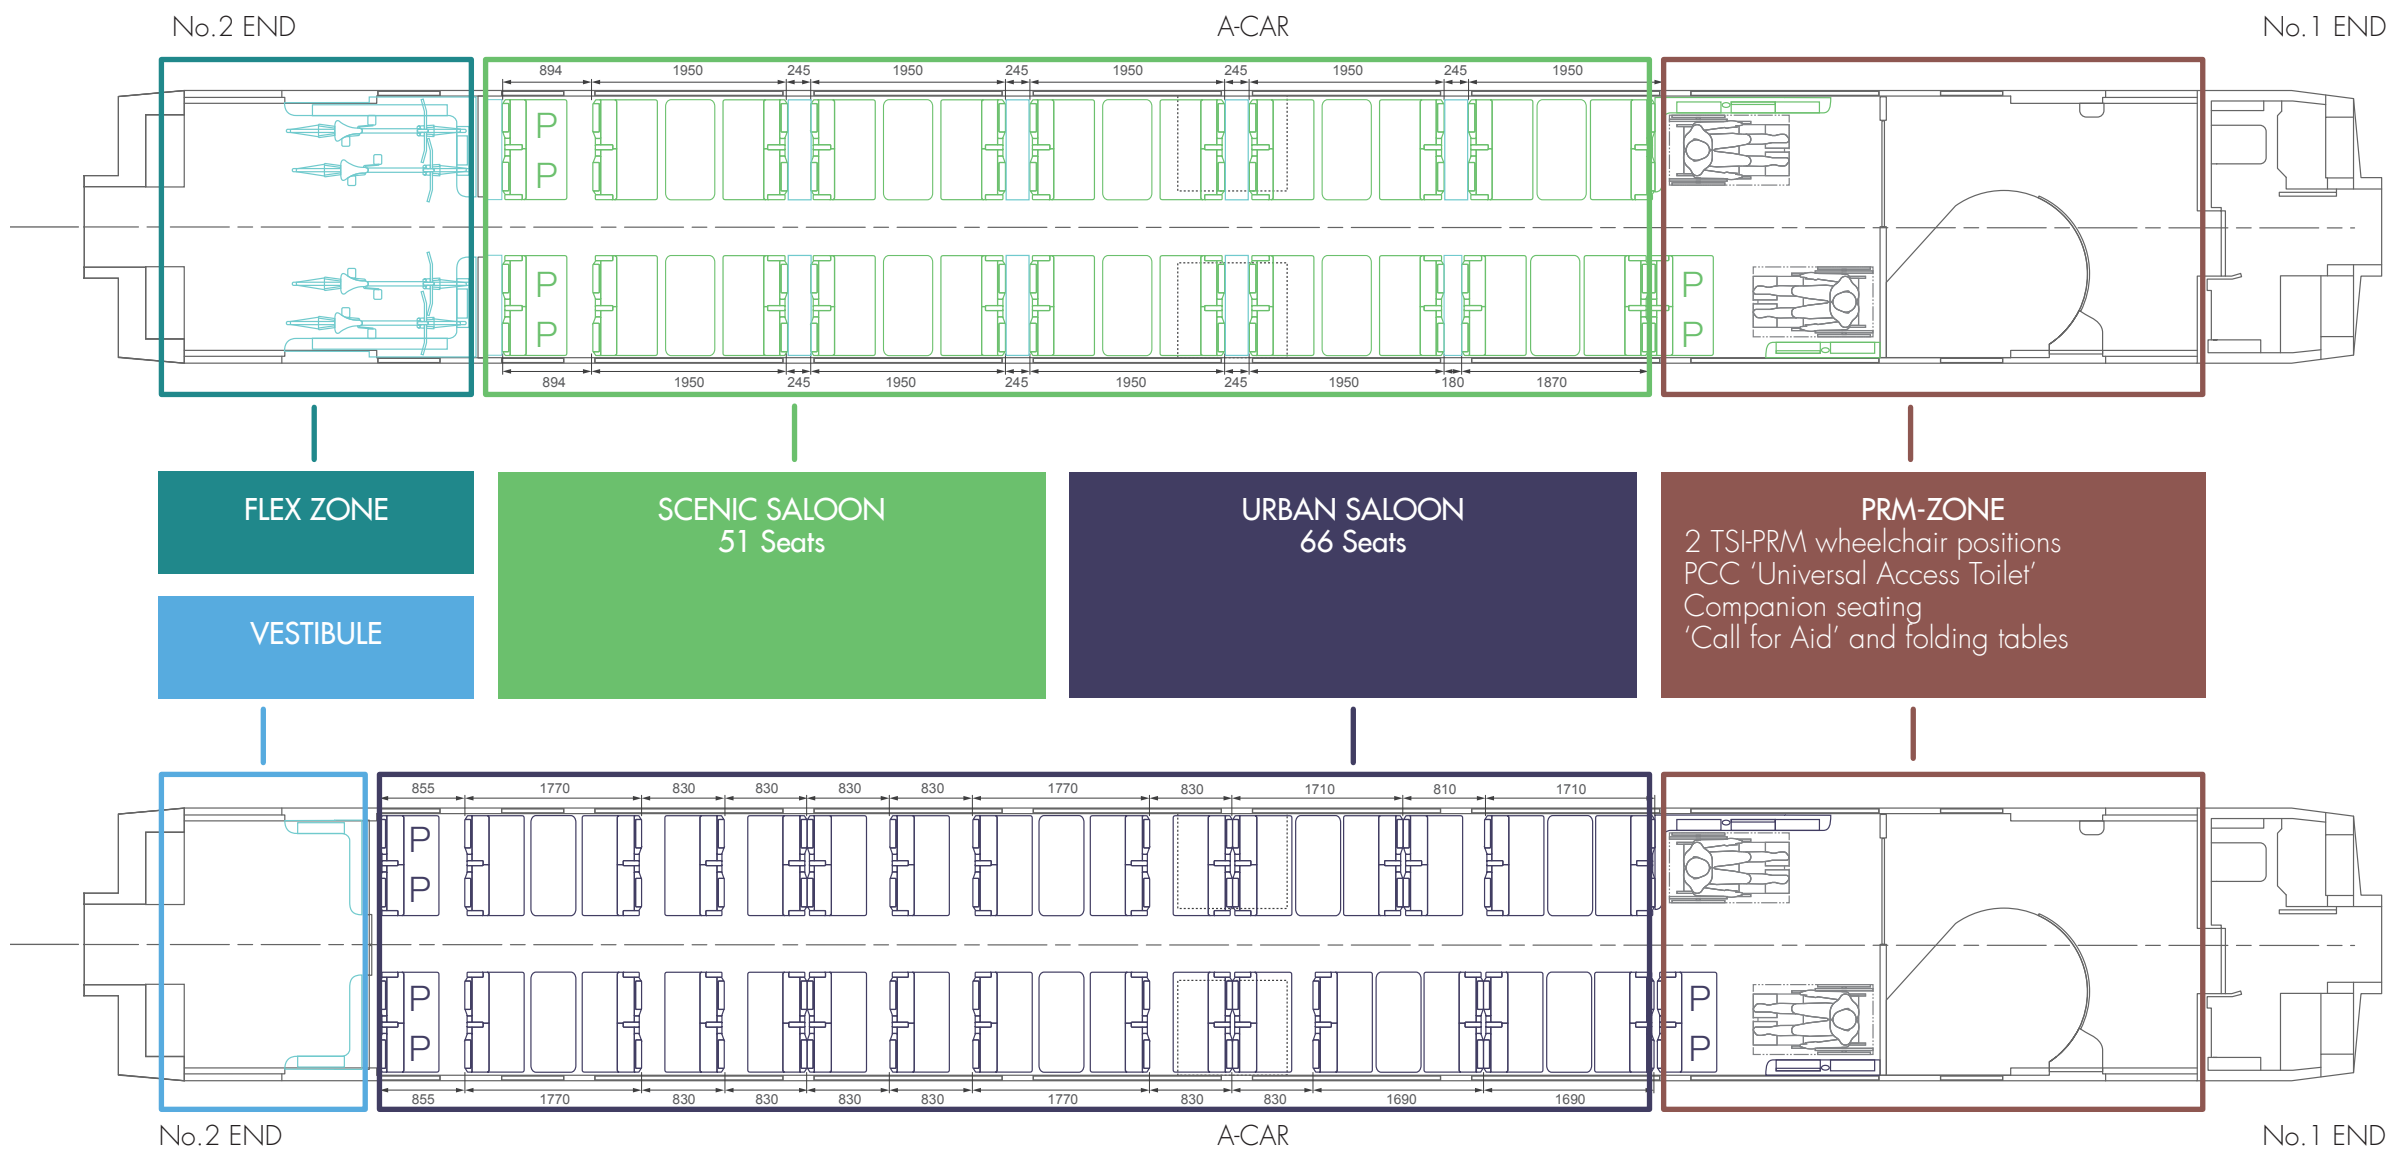 No.2 END A-CAR No.1 END
894 1950 245 1950 245 1950 245 1950 245 1950
P
P
P
P
P
P
894 1950 245 1950 245 1950 245 1950 180 1870
FLEX ZONE
VESTIBULE
SCENIC SALOON
51 Seats
URBAN SALOON
66 Seats
PRM-ZONE
2 TSI-PRM wheelchair positions
PCC ‘Universal Access Toilet’
Companion seating
‘Call for Aid’ and folding tables
855 1770 830 830 830 830 1770 830 1710 810 1710
P
P
P
P
P
P
855 1770 830 830 830 830 1770 830 830 1690 1690
No.2 END A-CAR No.1 END